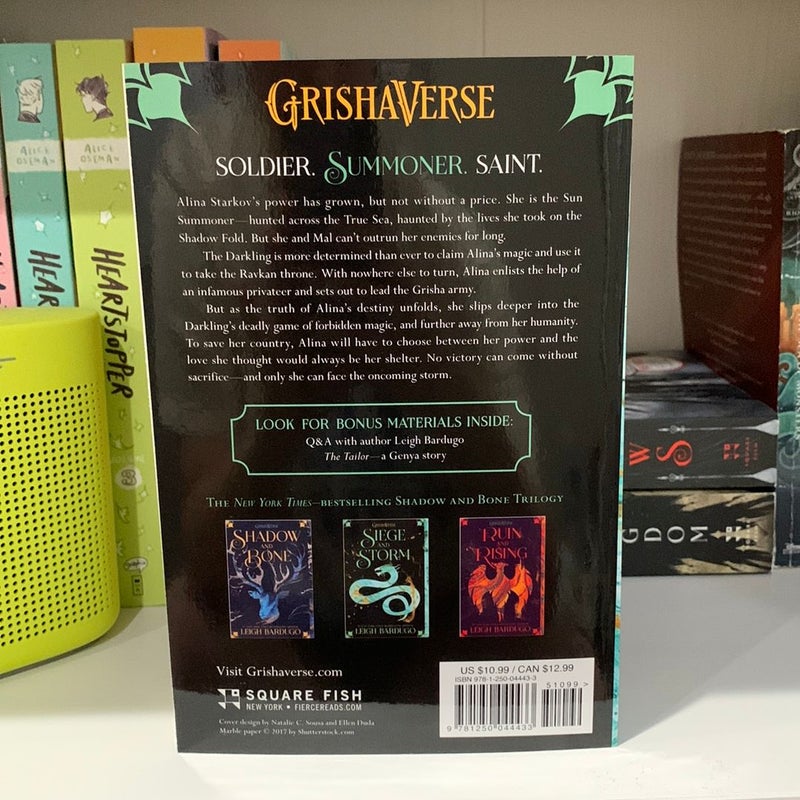 GRISHAVERSE
SOLDIER. SUMMONER. SAINT.
Alina Starkov's power has grown, but not without a price. She is the Sun
Summoner—hunted across the True Sea, haunted by the lives she took on the
Shadow Fold. But she and Mal can't outrun her enemies for long.
The Darkling is more determined than ever to claim Alina's magic and use it
to take the Ravkan throne. With nowhere else to turn, Alina enlists the help of
an infamous privateer and sets out to lead the Grisha army.
But as the truth of Alina's destiny unfolds, she slips deeper into the
Darkling's deadly game of forbidden magic, and further away from her humanity.
To save her country, Alina will have to choose between her power and the
love she thought would always be her shelter. No victory can come without
sacrifice—and only she can face the oncoming storm.
LOOK FOR BONUS MATERIALS INSIDE:
Q&A with author Leigh Bardugo
The Tailor—a Genya story
THE NEW YORK TIMES–BESTSELLING SHADOW AND BONE TRILOGY
SHADOW
AND
BONE
LEIGH BARDUGO
SIEGE
AND
STORM
LEIGH BARDUGO
RUIN
AND
RISING
LEIGH BARDUGO
Visit Grishaverse.com
SQUARE FISH
NEW YORK • FIERCEREADS.COM
Cover design by Natalie C. Sousa and Ellen Duda
Marble paper © 2017 by Shutterstock.com
US $10.99 / CAN $12.99
ISBN 978-1-250-04443-3
51099 >
9 781250 044433
ALICE
OSEMAN
HEAR
ALICE
OSEMAN
HEARTSTOPPER
WS
GDOM